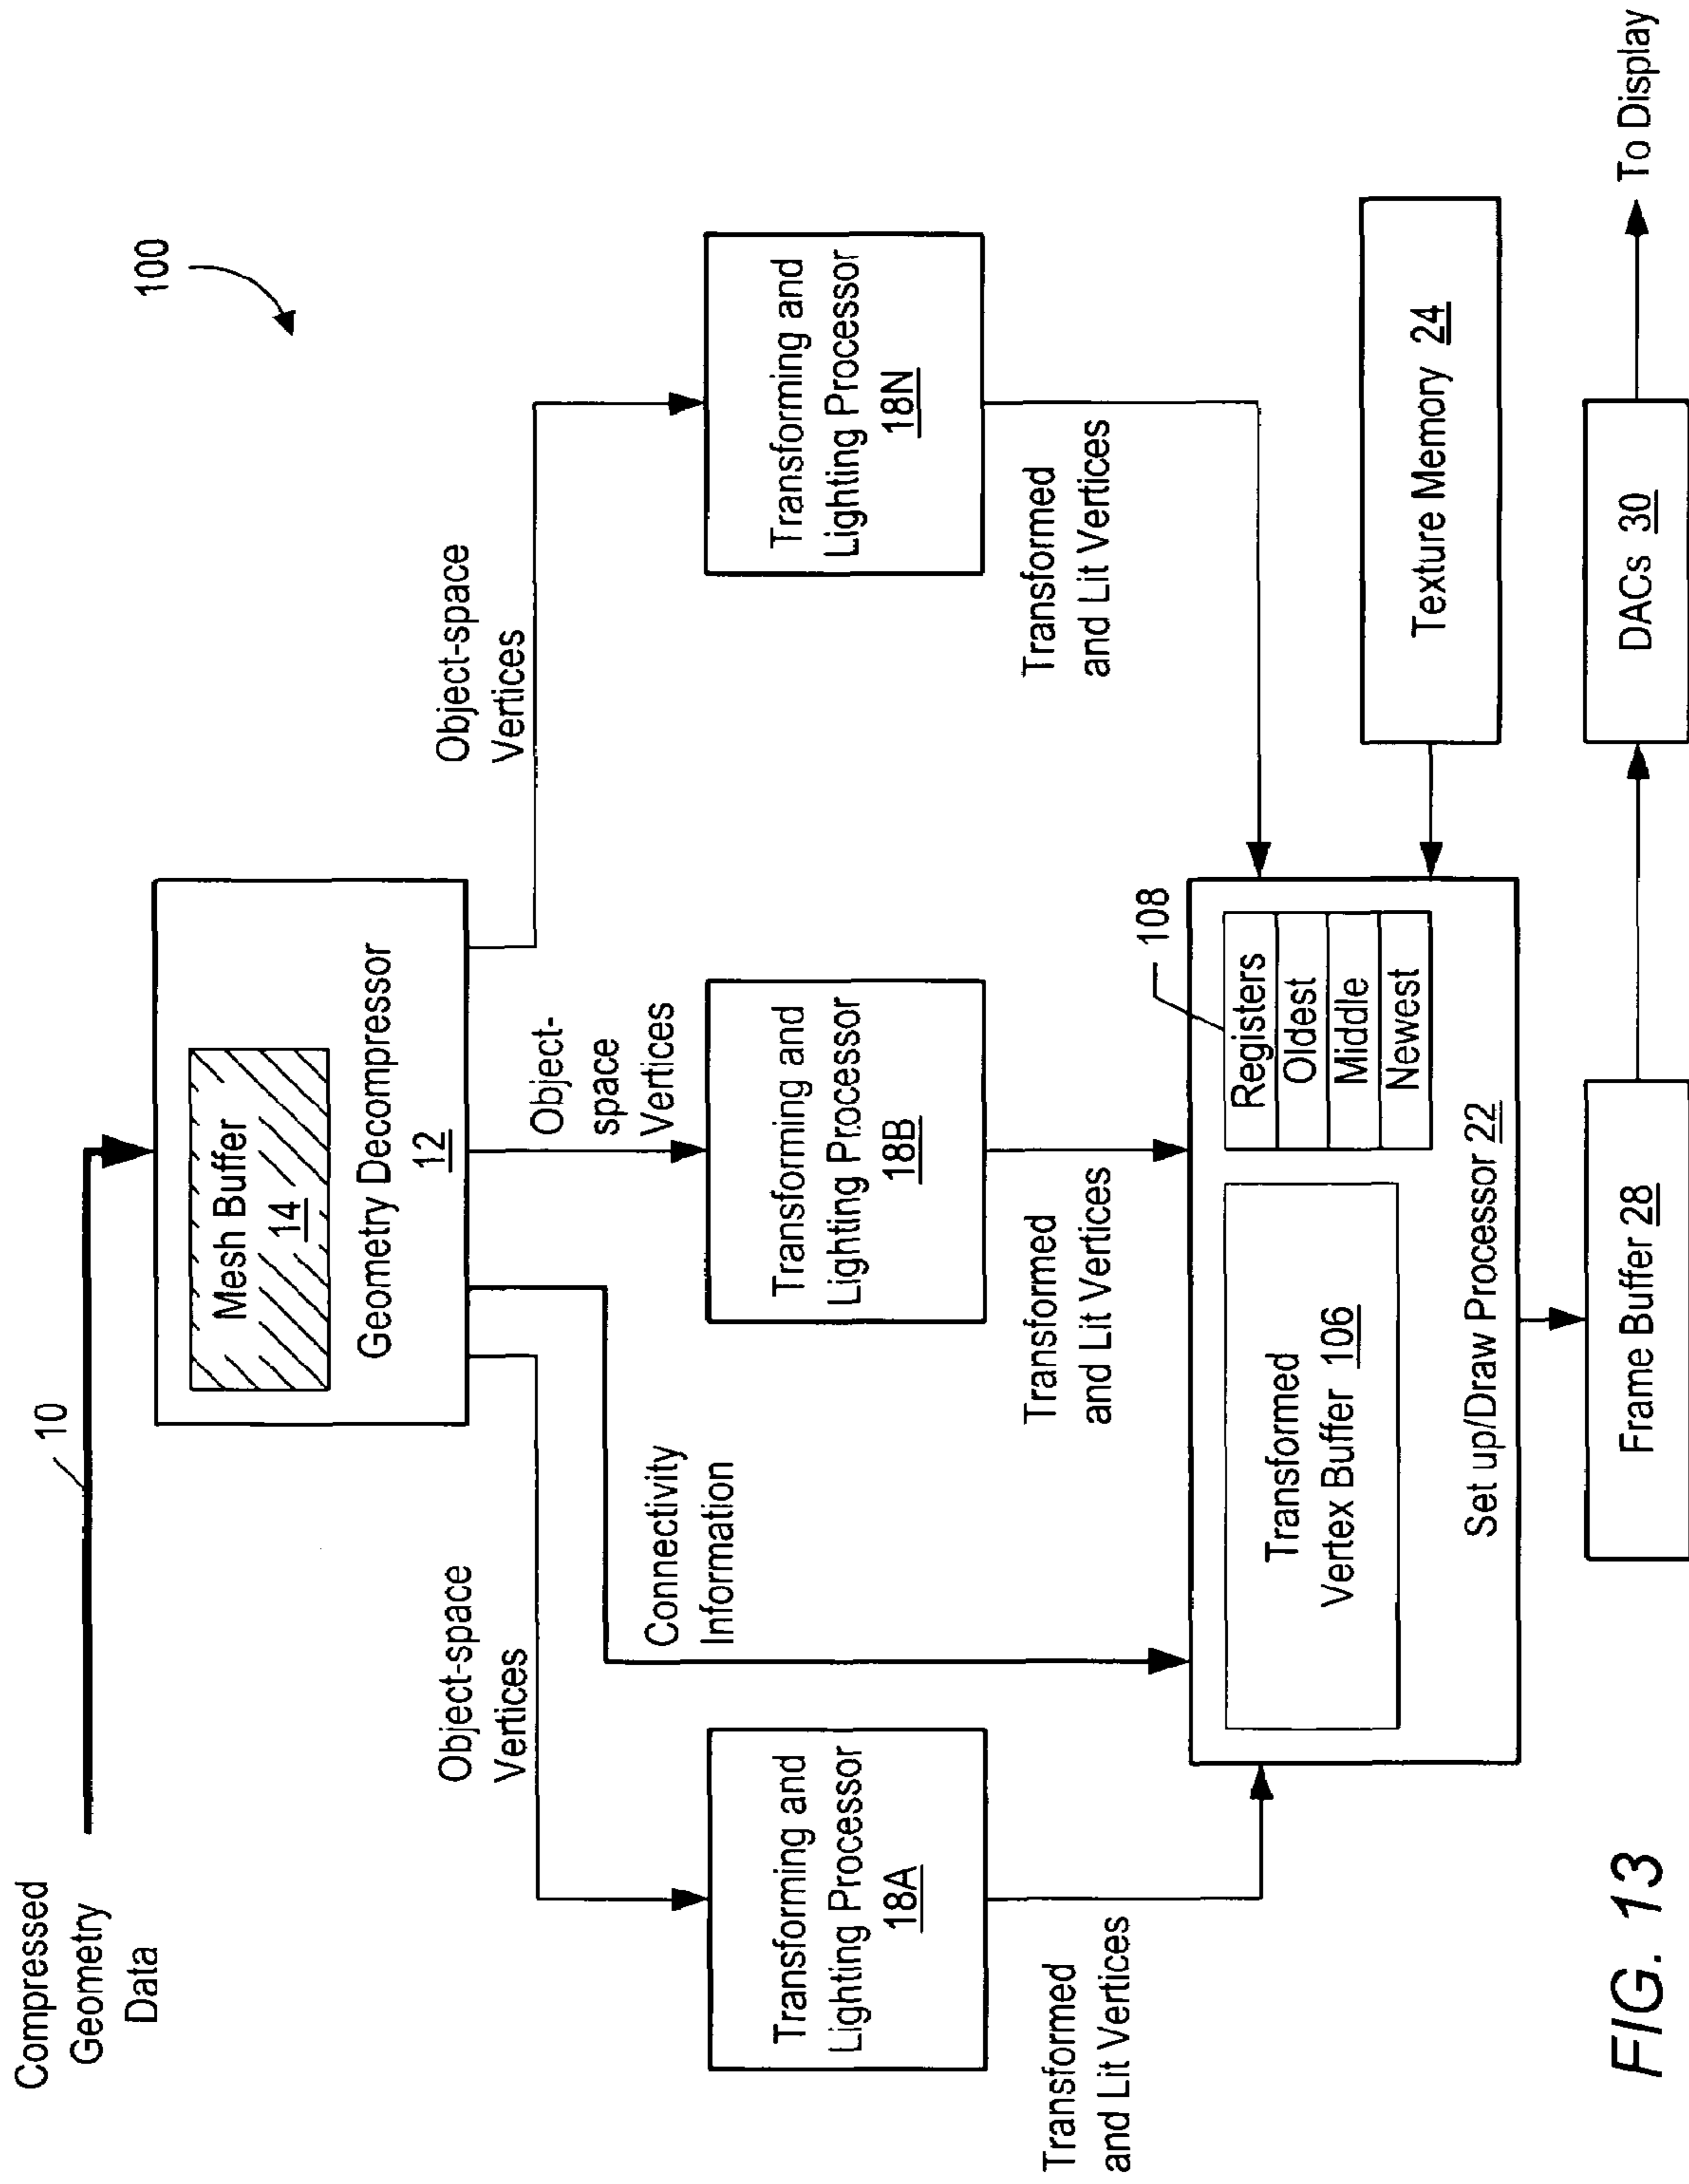 Compressed
Geometry
Data
10
100
Mesh Buffer
14
Geometry Decompressor
12
Object-space
Vertices
Connectivity
Information
Object-
space
Vertices
Object-space
Vertices
Transforming and
Lighting Processor
18A
Transforming and
Lighting Processor
18B
Transforming and
Lighting Processor
18N
Transformed
and Lit Vertices
Transformed
and Lit Vertices
Transformed
and Lit Vertices
108
Transformed
Vertex Buffer 106
Registers
Oldest
Middle
Newest
Set up/Draw Processor 22
Texture Memory 24
Frame Buffer 28
DACs 30
To Display
FIG. 13